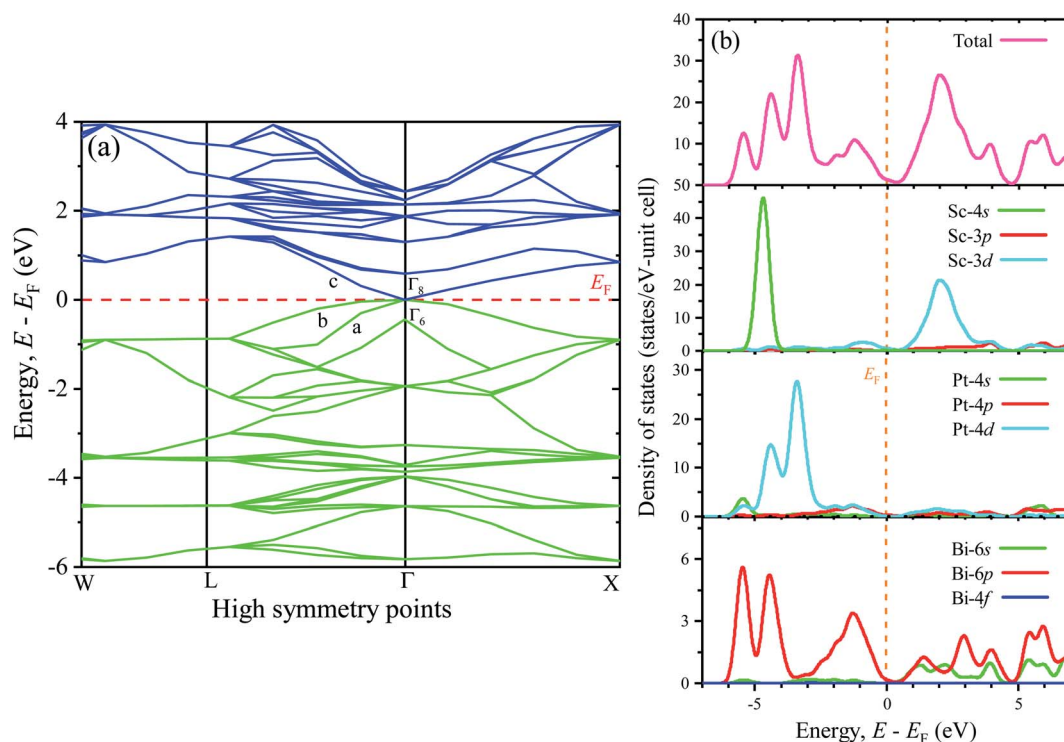 (a)
4
2
0
-2
-4
-6
Energy, E - E_F (eV)
c
Γ8
E_F
b
a
Γ6
W
L
Γ
X
High symmetry points
(b)
Total
40
30
20
10
50
Sc-4s
Sc-3p
Sc-3d
40
30
20
10
0
E_F
Pt-4s
Pt-4p
Pt-4d
30
20
10
0
Bi-6s
Bi-6p
Bi-4f
6
3
0
-5
0
5
Density of states (states/eV-unit cell)
Energy, E - E_F (eV)